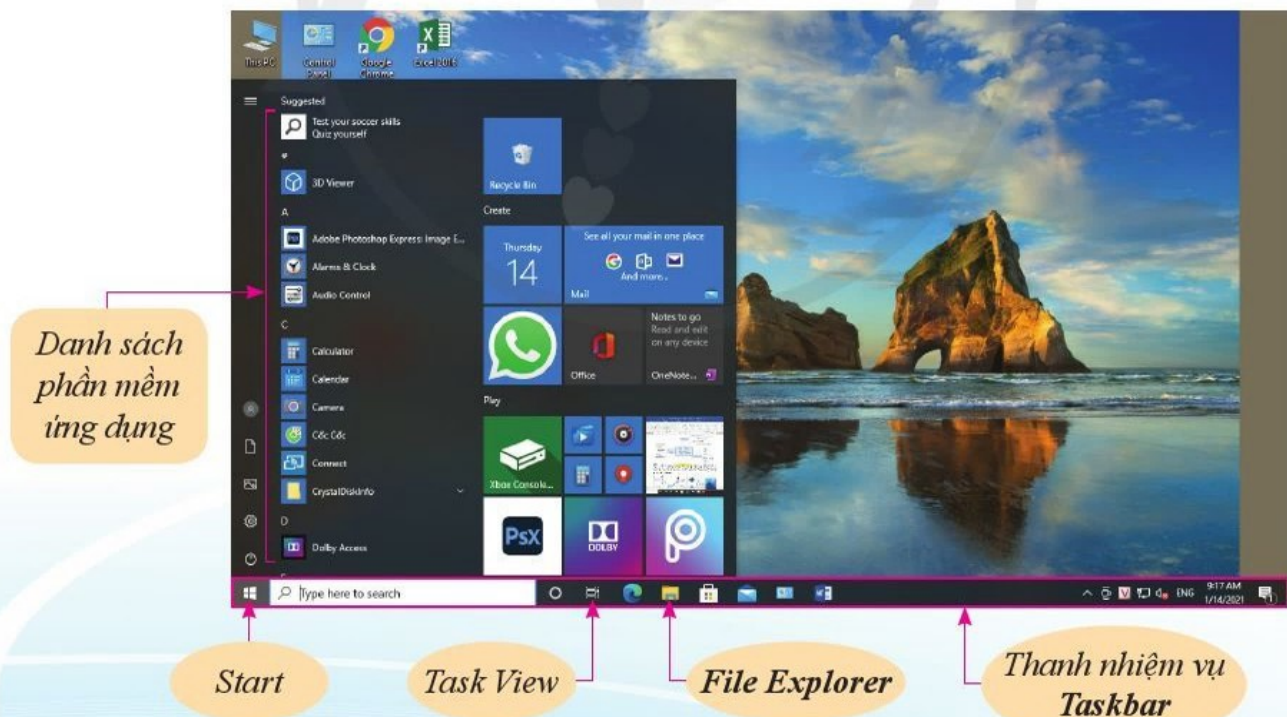 This PC
Control Panel
Google Chrome
Excel 2016
Suggested
Test your soccer skills
Quiz yourself
#
3D Viewer
A
Adobe Photoshop Express: Image E...
Alarms & Clock
Audio Control
C
Calculator
Calendar
Camera
Cốc Cốc
Connect
CrystalDiskInfo
D
Dolby Access
Recycle Bin
Create
Thursday
14
See all your mail in one place
And more...
Mail
Office
Notes to go
Read and edit
on any device
OneNote...
Play
Xbox Console...
PsX
DOLBY
Type here to search
ENG
9:17 AM
1/14/2021
Danh sách
phần mềm
ứng dụng
Start
Task View
File Explorer
Thanh nhiệm vụ
Taskbar